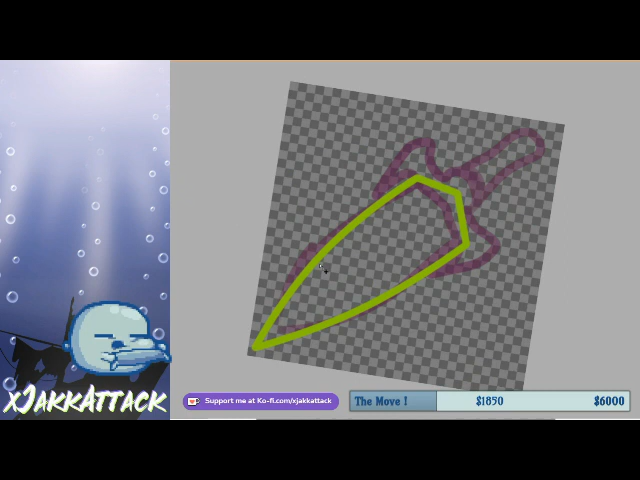 xJakkAttack
Support me at Ko-fi.com/xjakkattack
The Move !
$1850
$6000